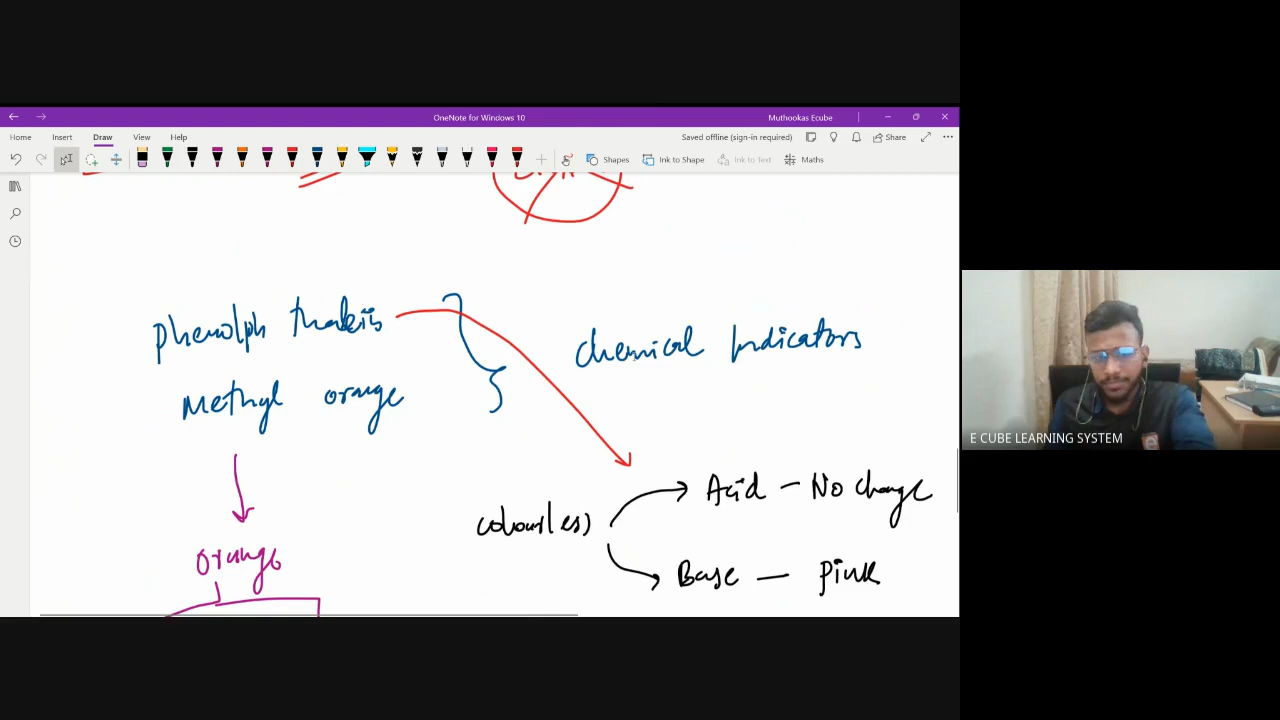 OneNote for Windows 10
Muthookas Ecube
Home Insert Draw View Help
Saved offline (sign-in required)
Share
Shapes
Ink to Shape
Ink to Text
Maths
phenolph
chemical Indicators
Methyl orange
Acid – No change
colourless
orange
Base – pink
E CUBE LEARNING SYSTEM